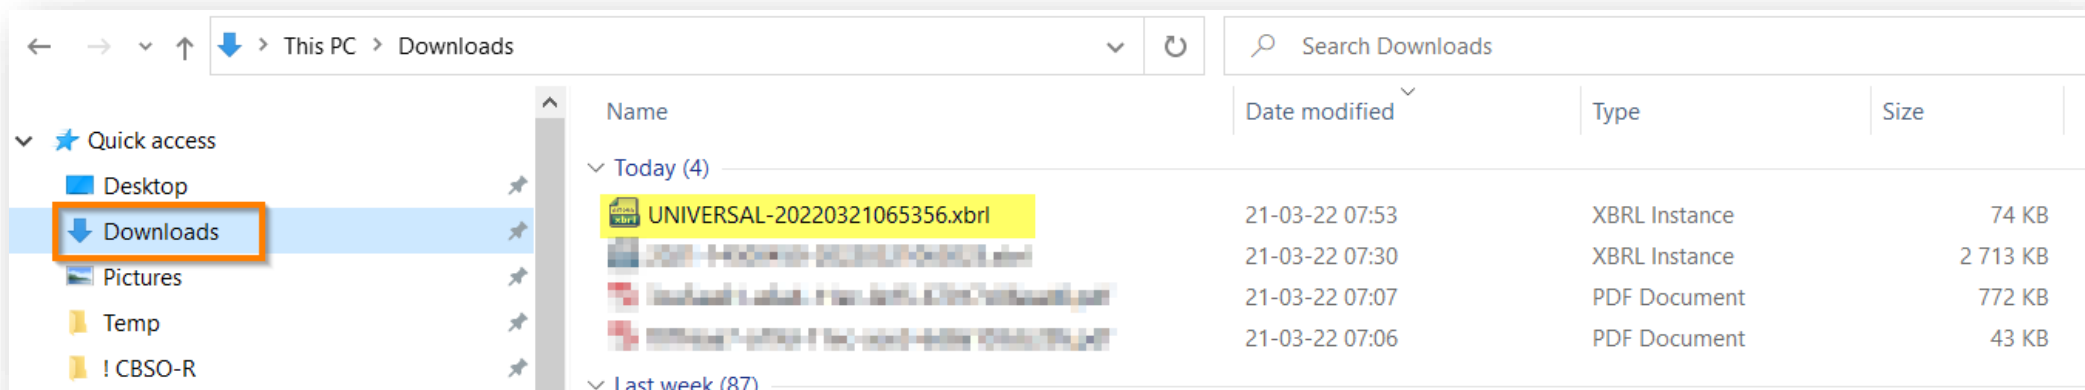 This PC > Downloads
Search Downloads
Name Date modified Type Size
Quick access
Desktop
Downloads
Pictures
Temp
! CBSO-R
Today (4)
UNIVERSAL-20220321065356.xbrl 21-03-22 07:53 XBRL Instance 74 KB
21-03-22 07:30 XBRL Instance 2 713 KB
21-03-22 07:07 PDF Document 772 KB
21-03-22 07:06 PDF Document 43 KB
Last week (87)